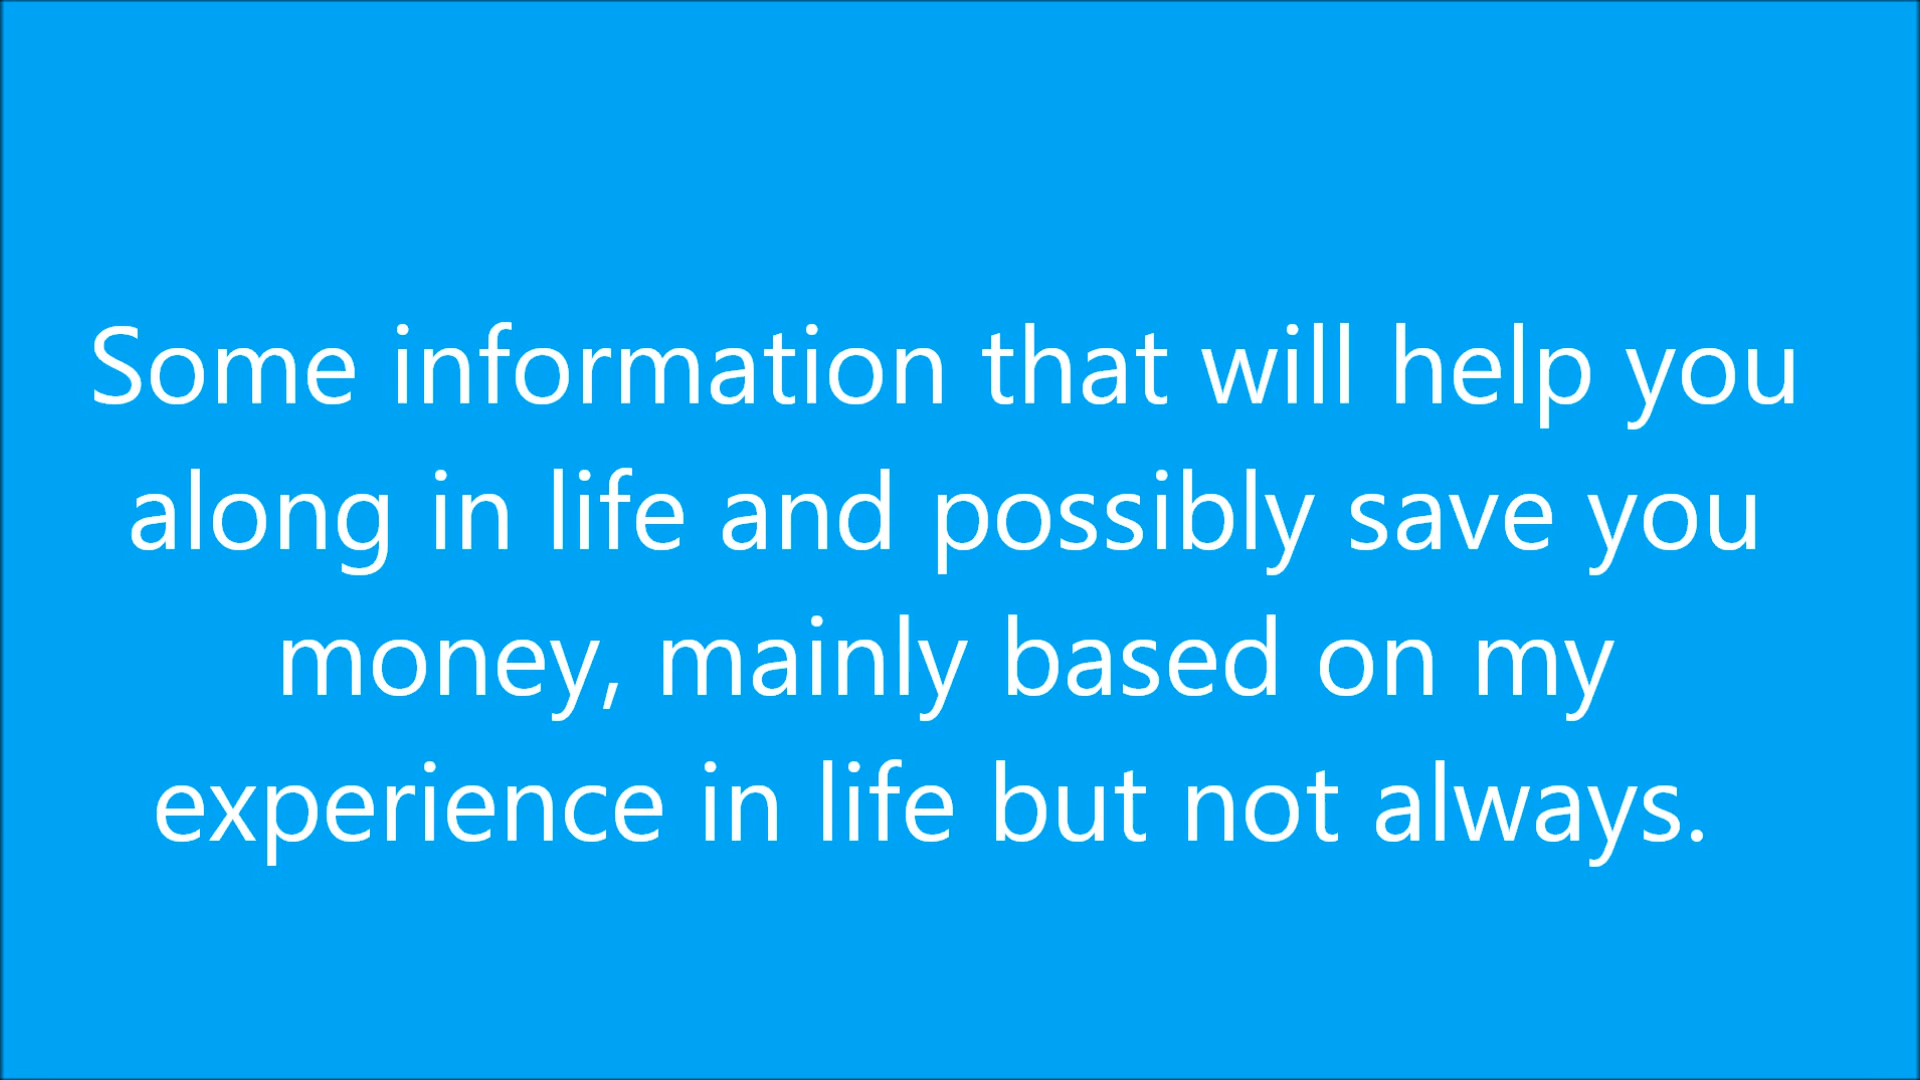 Some information that will help you
along in life and possibly save you
money, mainly based on my
experience in life but not always.